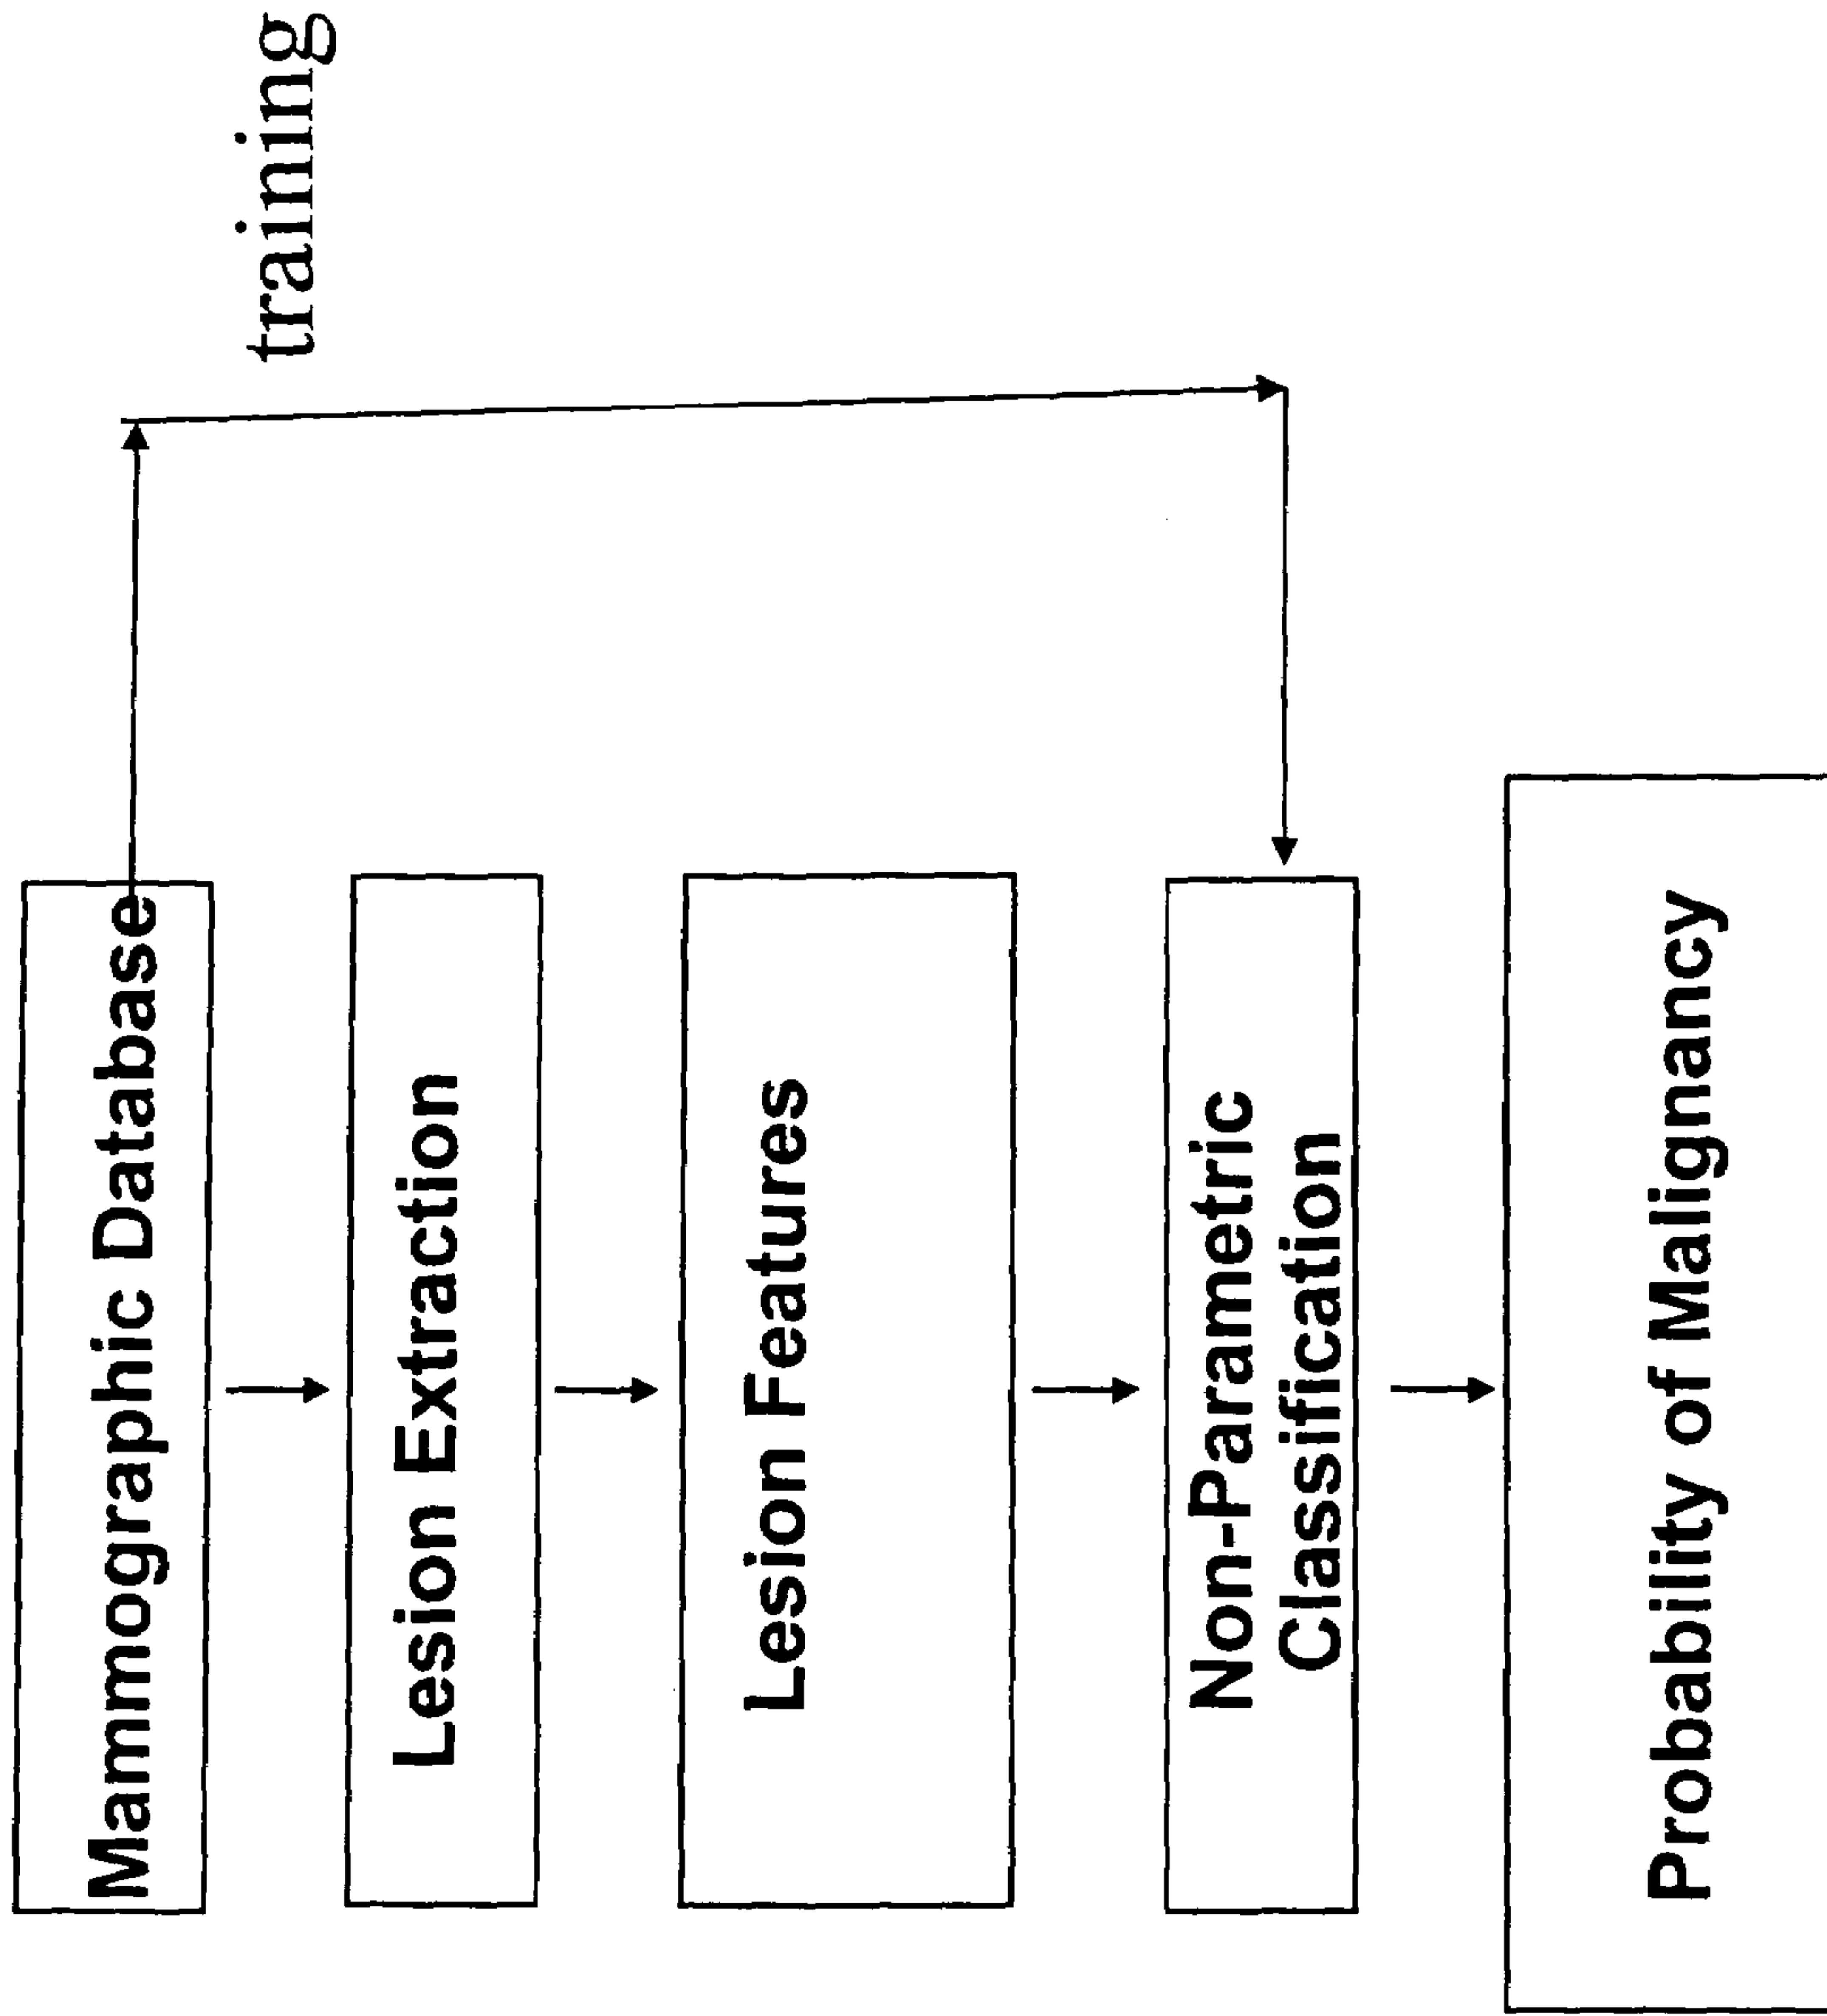 Mammographic Database
training
Lesion Extraction
Lesion Features
Non-Parametric
Classification
Probability of Malignancy